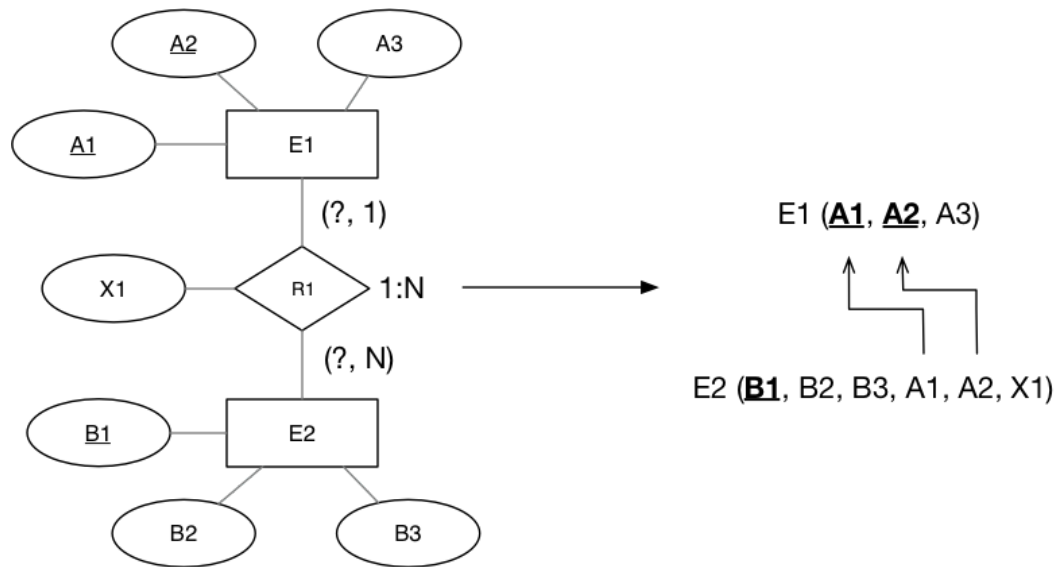 A2
A3
A1
E1
(?, 1)
E1 (A1, A2, A3)
X1
R1
1:N
(?, N)
E2 (B1, B2, B3, A1, A2, X1)
B1
E2
B2
B3